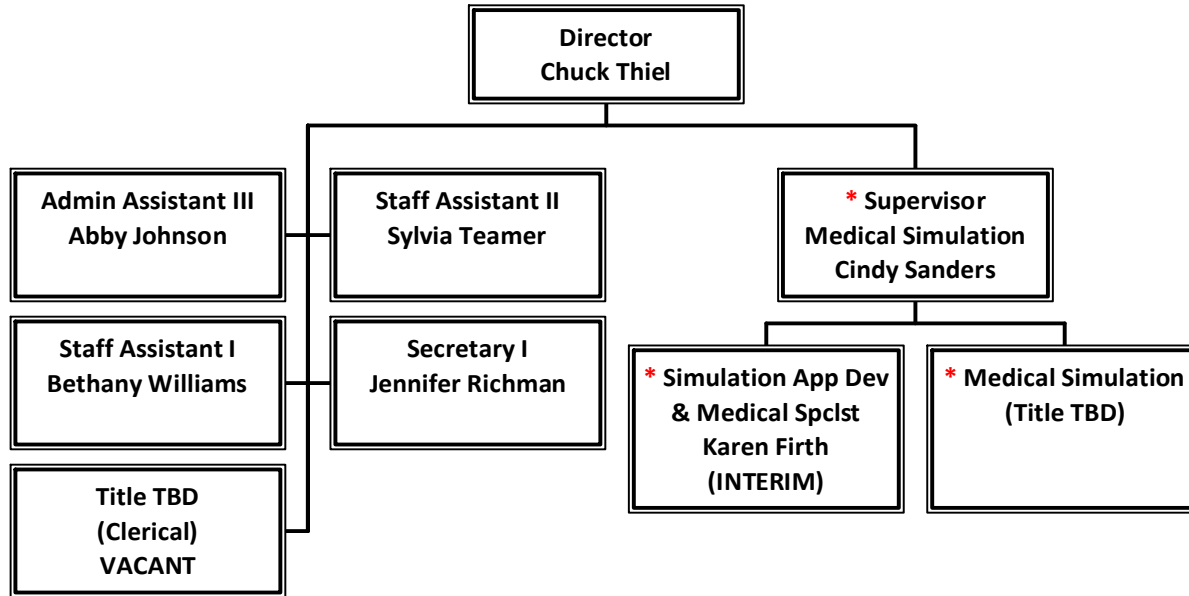 Director
Chuck Thiel
Admin Assistant III
Abby Johnson
Staff Assistant II
Sylvia Teamer
* Supervisor
Medical Simulation
Cindy Sanders
Staff Assistant I
Bethany Williams
Secretary I
Jennifer Richman
* Simulation App Dev
& Medical Spclst
Karen Firth
(INTERIM)
* Medical Simulation
(Title TBD)
Title TBD
(Clerical)
VACANT